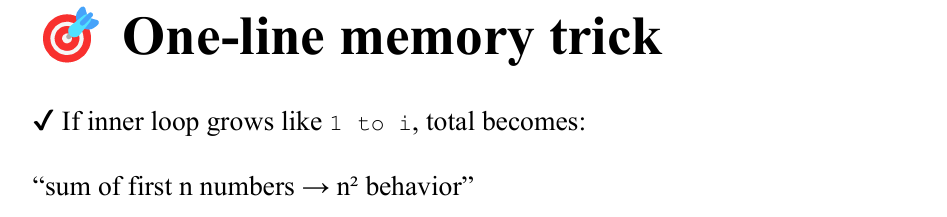 🎯 One-line memory trick
✓ If inner loop grows like 1 to i, total becomes:
“sum of first n numbers → n² behavior”